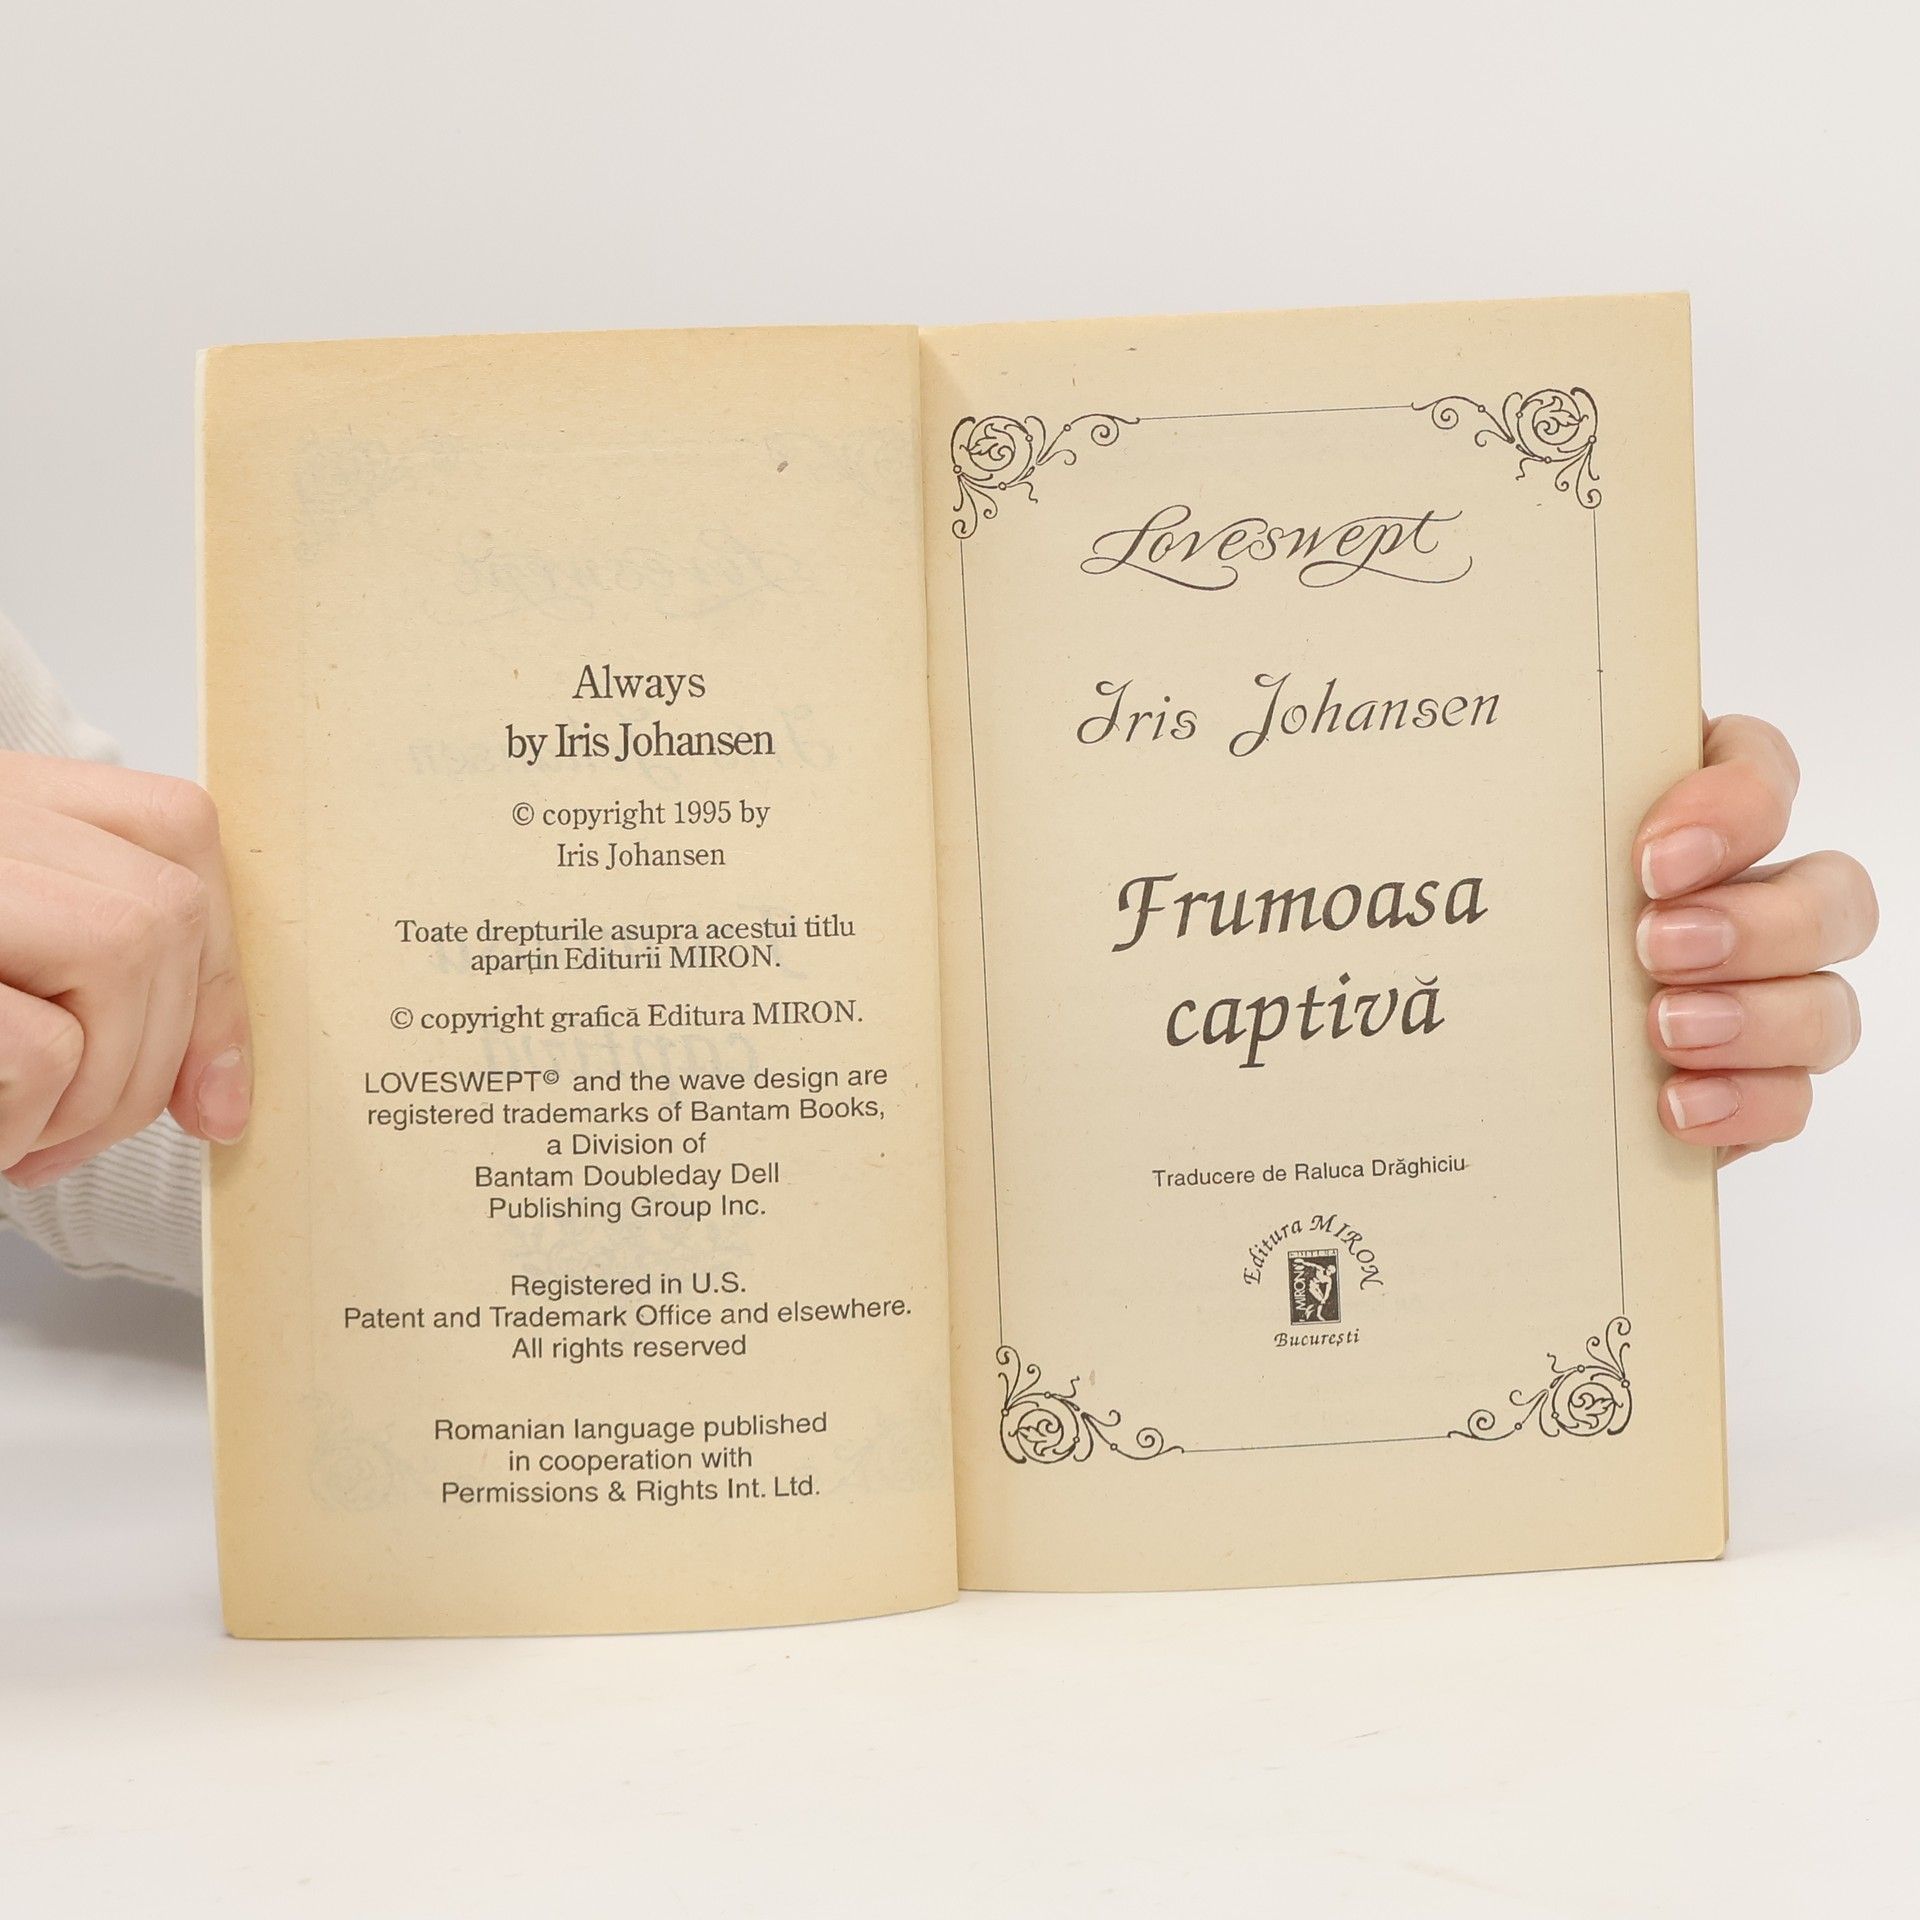 Always
by Iris Johansen
© copyright 1995 by
Iris Johansen
Toate drepturile asupra acestui titlu
aparţin Editurii MIRON.
© copyright grafică Editura MIRON.
LOVESWEPT© and the wave design are
registered trademarks of Bantam Books,
a Division of
Bantam Doubleday Dell
Publishing Group Inc.
Registered in U.S.
Patent and Trademark Office and elsewhere.
All rights reserved
Romanian language published
in cooperation with
Permissions & Rights Int. Ltd.
Loveswept
Iris Johansen
Frumoasa
captivă
Traducere de Raluca Drăghiciu
Editura MIRON
MIRON
Bucureşti